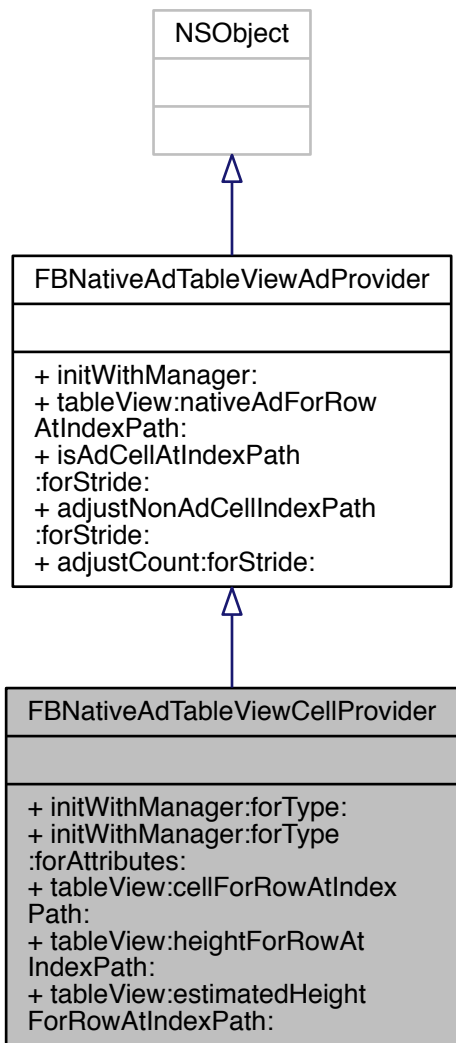 NSObject
FBNativeAdTableViewAdProvider
+ initWithManager:
+ tableView:nativeAdForRow
AtIndexPath:
+ isAdCellAtIndexPath
:forStride:
+ adjustNonAdCellIndexPath
:forStride:
+ adjustCount:forStride:
FBNativeAdTableViewCellProvider
+ initWithManager:forType:
+ initWithManager:forType
:forAttributes:
+ tableView:cellForRowAtIndex
Path:
+ tableView:heightForRowAt
IndexPath:
+ tableView:estimatedHeight
ForRowAtIndexPath: